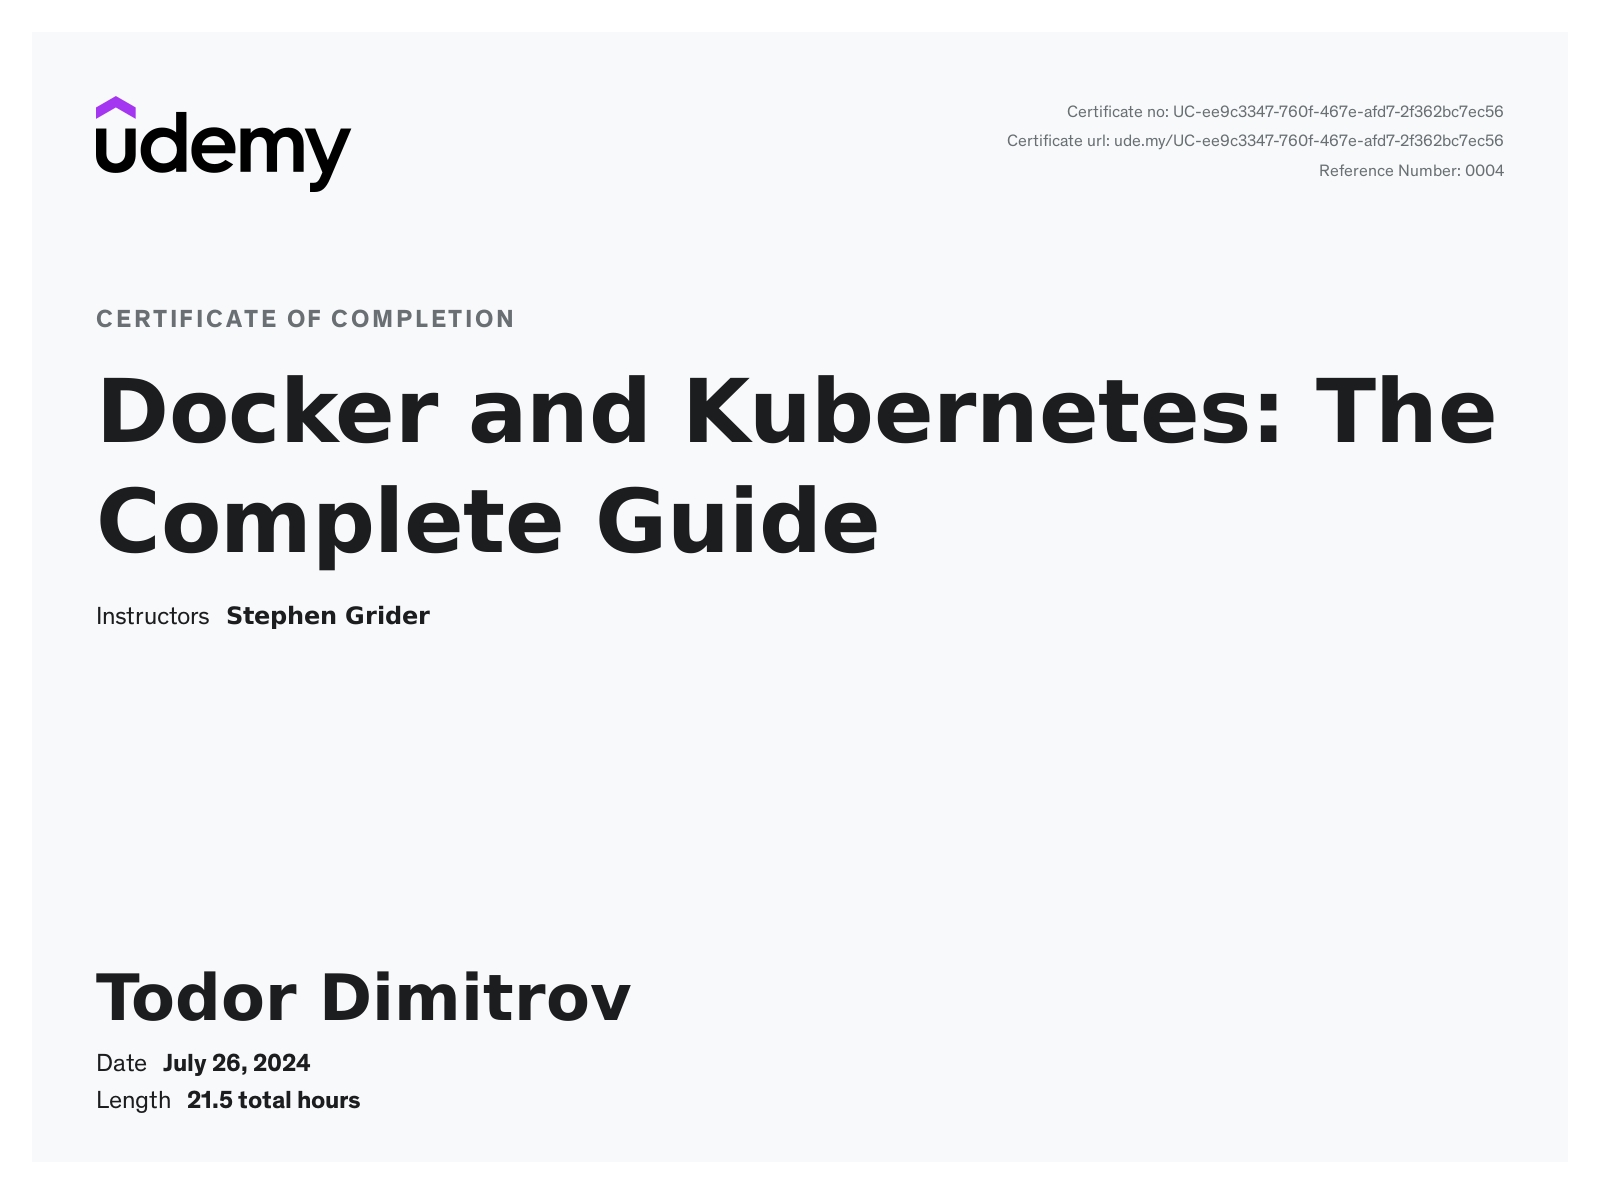 udemy
Certificate no: UC-ee9c3347-760f-467e-afd7-2f362bc7ec56
Certificate url: ude.my/UC-ee9c3347-760f-467e-afd7-2f362bc7ec56
Reference Number: 0004
CERTIFICATE OF COMPLETION
Docker and Kubernetes: The
Complete Guide
Instructors Stephen Grider
Todor Dimitrov
Date July 26, 2024
Length 21.5 total hours